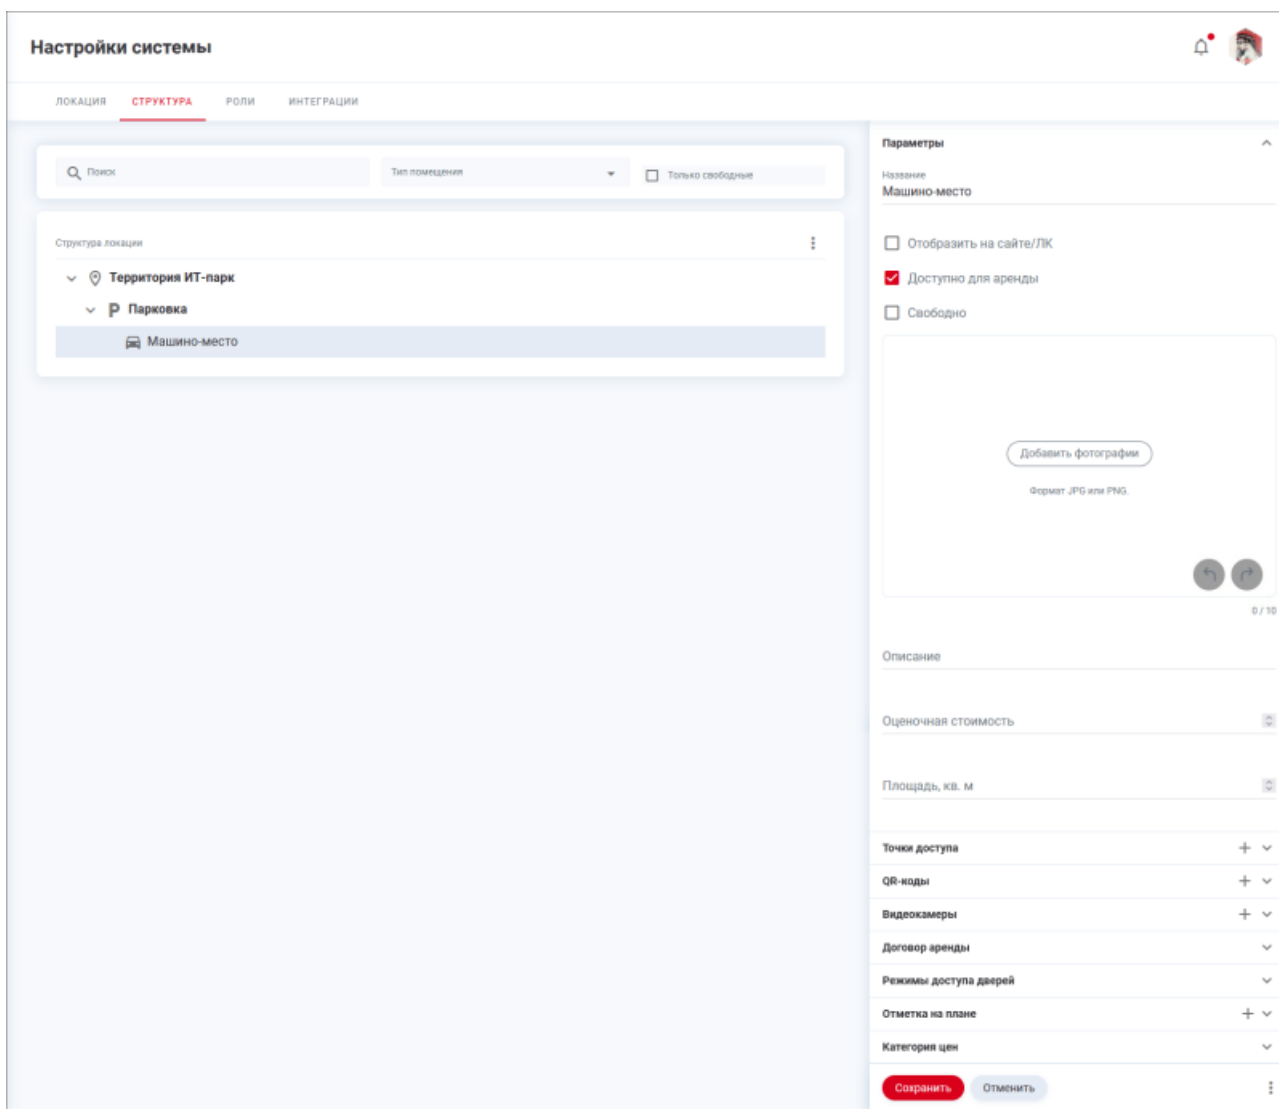 Настройки системы
ЛОКАЦИЯ СТРУКТУРА РОЛИ ИНТЕГРАЦИИ
Поиск
Тип помещения
Только свободные
Структура локации
Территория ИТ-парк
Парковка
Машино-место
Параметры
Название
Машино-место
Отобразить на сайте/ЛК
Доступно для аренды
Свободно
Добавить фотографии
Формат JPG или PNG.
0 / 10
Описание
Оценочная стоимость
Площадь, кв. м
Точки доступа
QR-коды
Видеокамеры
Договор аренды
Режимы доступа дверей
Отметка на плане
Категория цен
Сохранить Отменить